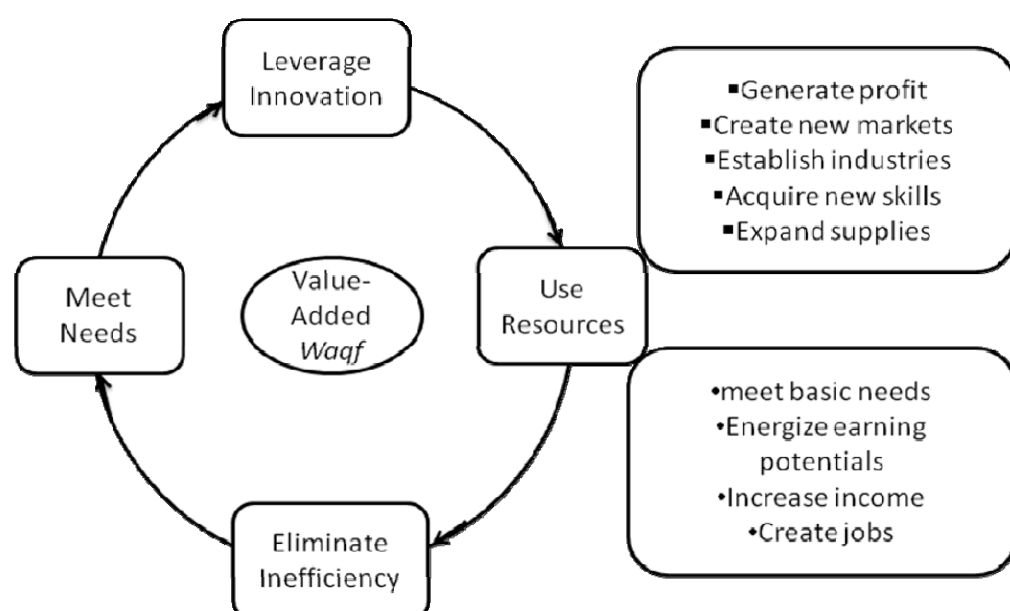 Leverage
Innovation
▪Generate profit
▪Create new markets
▪Establish industries
▪Acquire new skills
▪Expand supplies
Meet
Needs
Value-
Added
Waqf
Use
Resources
•meet basic needs
•Energize earning
potentials
•Increase income
•Create jobs
Eliminate
Inefficiency